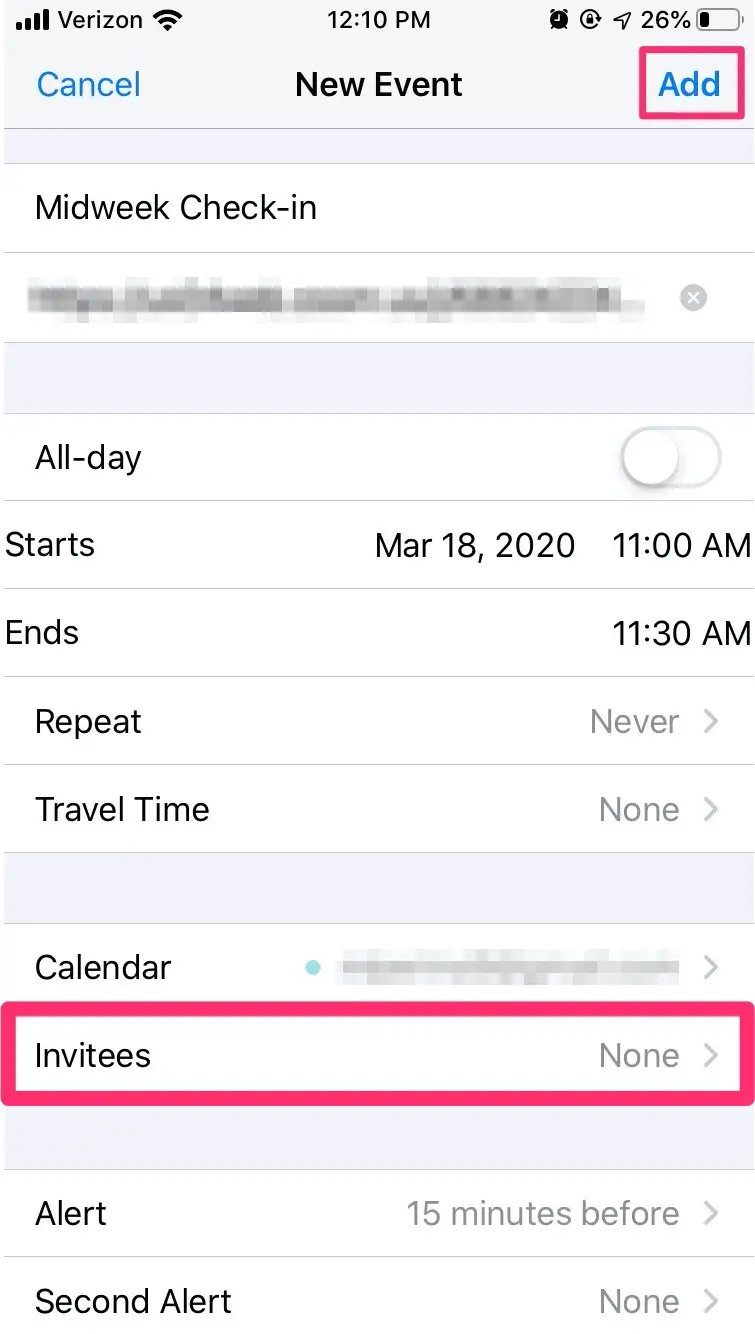 Verizon 12:10 PM 26%
Cancel New Event Add
Midweek Check-in
All-day
Starts Mar 18, 2020 11:00 AM
Ends 11:30 AM
Repeat Never
Travel Time None
Calendar
Invitees None
Alert 15 minutes before
Second Alert None